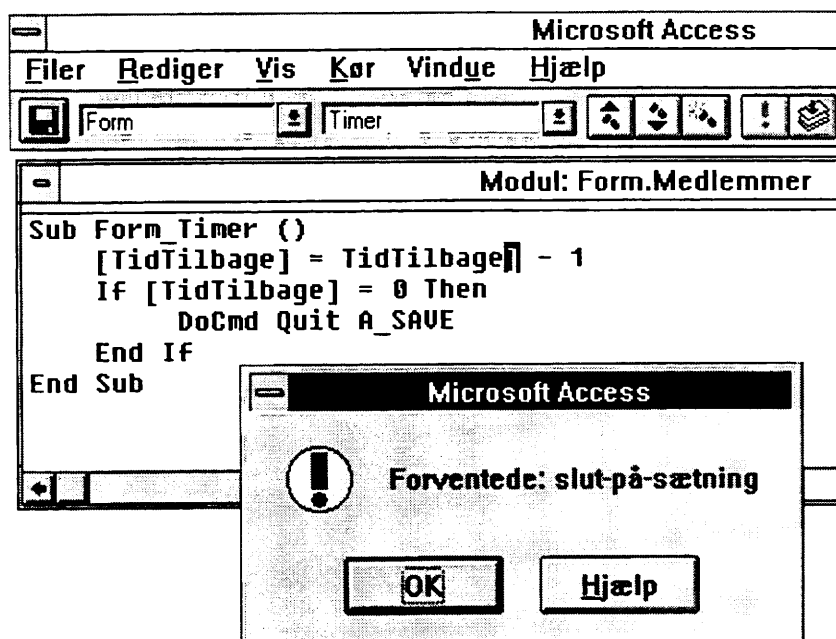 Microsoft Access
Filer Rediger Vis Kør Vindue Hjælp
Form Timer
Modul: Form.Medlemmer
Sub Form_Timer ()
[TidTilbage] = TidTilbage] - 1
If [TidTilbage] = 0 Then
DoCmd Quit A_SAVE
End If
End Sub
Microsoft Access
Forventede: slut-på-sætning
OK Hjælp